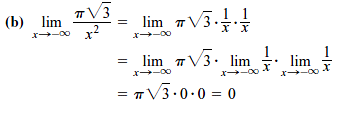 (b) lim_{x→−∞} π√3/x² = lim_{x→−∞} π√3 · 1/x · 1/x
= lim_{x→−∞} π√3 · lim_{x→−∞} 1/x · lim_{x→−∞} 1/x
= π√3 · 0 · 0 = 0